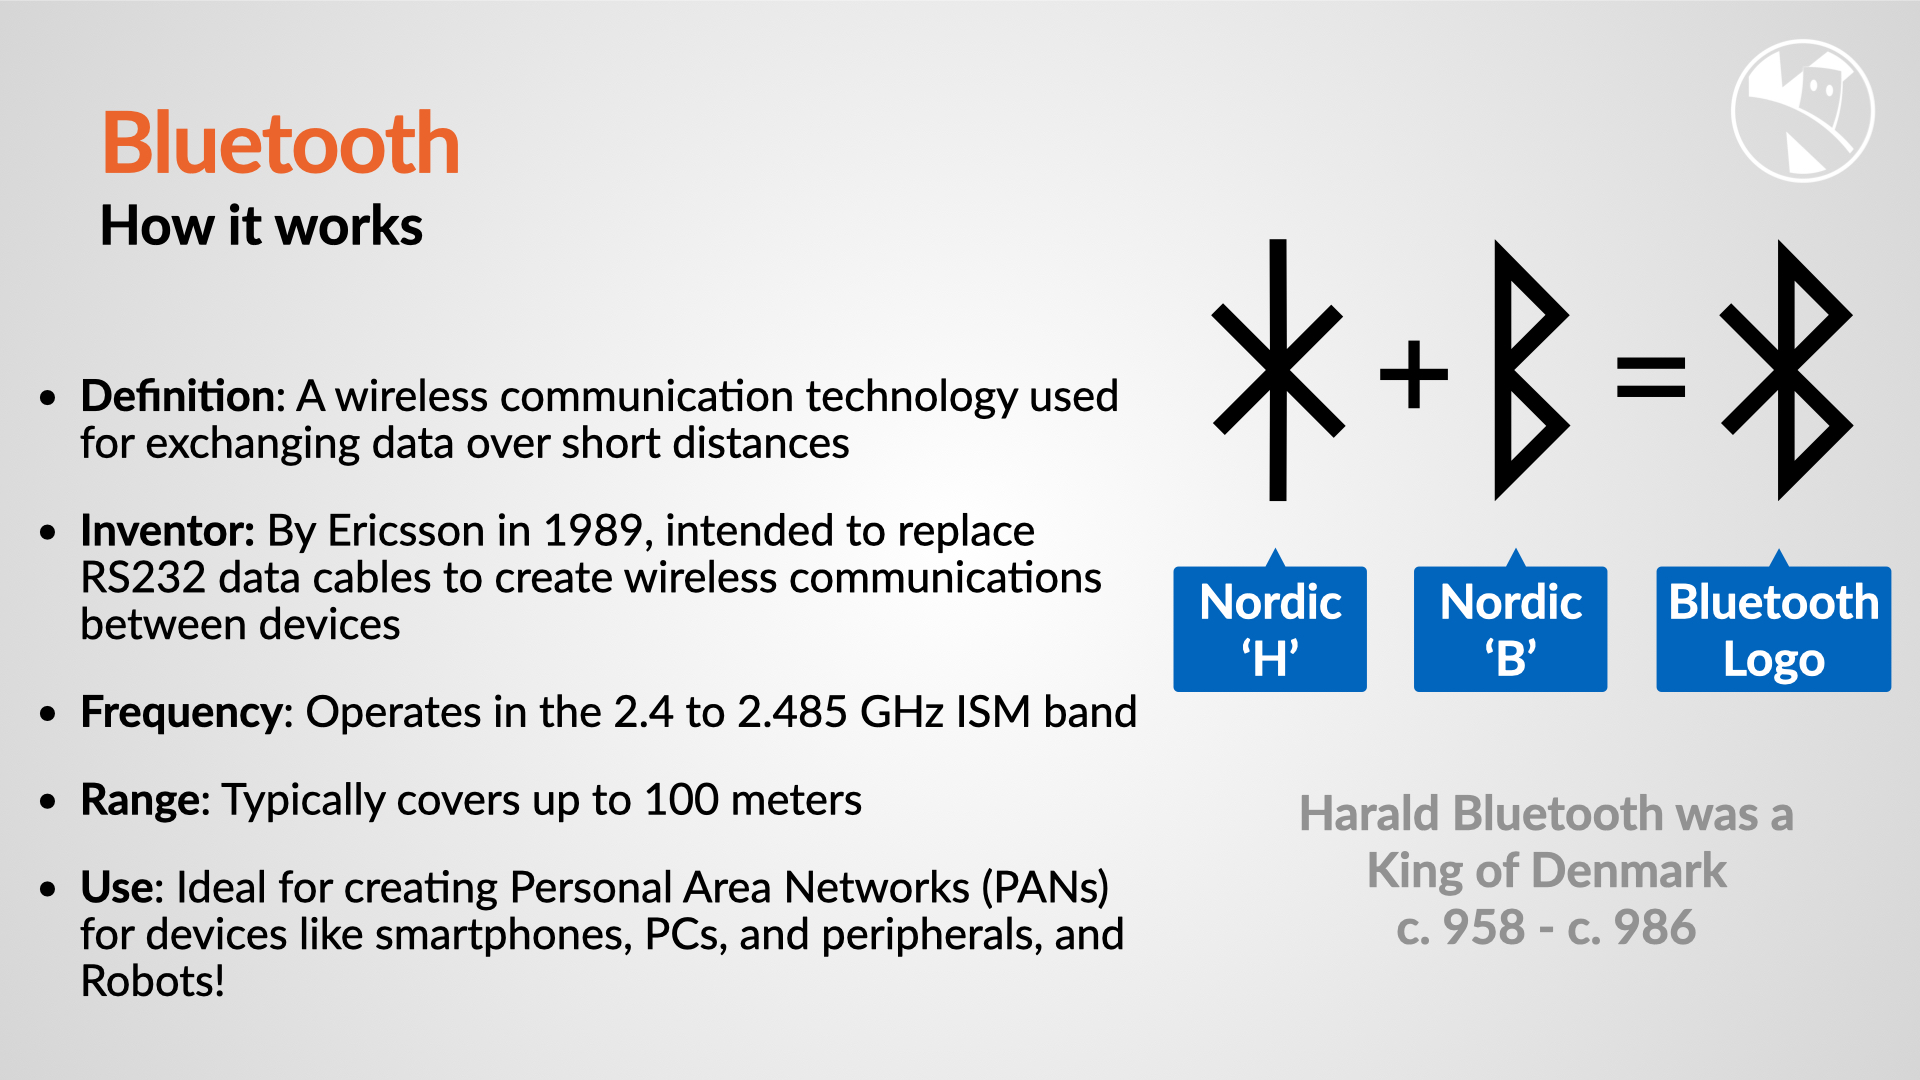 Bluetooth
How it works
• Definition: A wireless communication technology used
for exchanging data over short distances
• Inventor: By Ericsson in 1989, intended to replace
RS232 data cables to create wireless communications
between devices
• Frequency: Operates in the 2.4 to 2.485 GHz ISM band
• Range: Typically covers up to 100 meters
• Use: Ideal for creating Personal Area Networks (PANs)
for devices like smartphones, PCs, and peripherals, and
Robots!
ᚼ + ᛒ =
Nordic
‘H’
Nordic
‘B’
Bluetooth
Logo
Harald Bluetooth was a
King of Denmark
c. 958 - c. 986